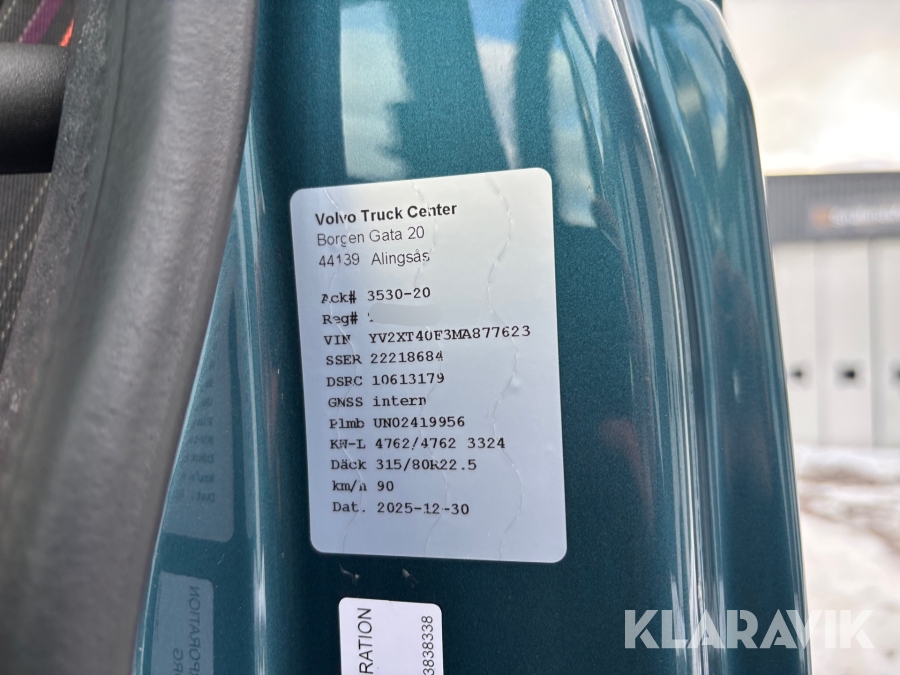 Volvo Truck Center
Borgen Gata 20
44139 Alingsås
Ack# 3530-20
Reg#
VIN YV2XT40F3MA877623
SSER 22218684
DSRC 10613179
GNSS intern
Plmb UN02419956
KW-L 4762/4762 3324
Däck 315/80R22.5
km/h 90
Dat. 2025-12-30
RATION
3838338
PORATION
RG
KLARAVIK